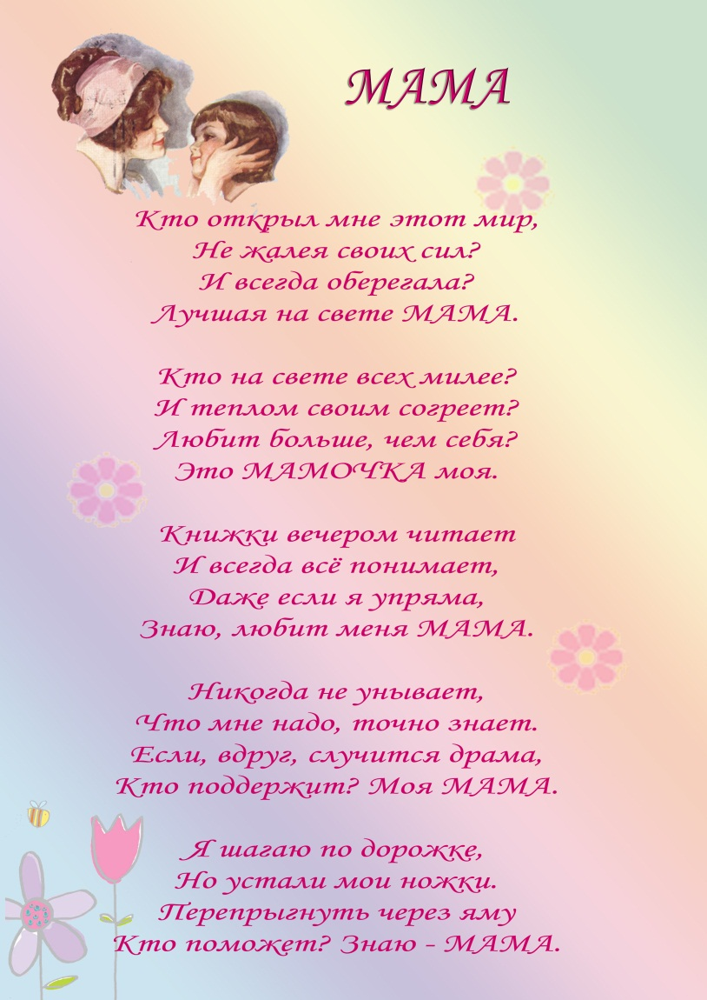 МАМА
Кто открыл мне этот мир,
Не жалея своих сил?
И всегда оберегала?
Лучшая на свете МАМА.
Кто на свете всех милее?
И теплом своим согреет?
Любит больше, чем себя?
Это МАМОЧКА моя.
Книжки вечером читает
И всегда всё понимает,
Даже если я упряма,
Знаю, любит меня МАМА.
Никогда не унывает,
Что мне надо, точно знает.
Если, вдруг, случится драма,
Кто поддержит? Моя МАМА.
Я шагаю по дорожке,
Но устали мои ножки.
Перепрыгнуть через яму
Кто поможет? Знаю - МАМА.